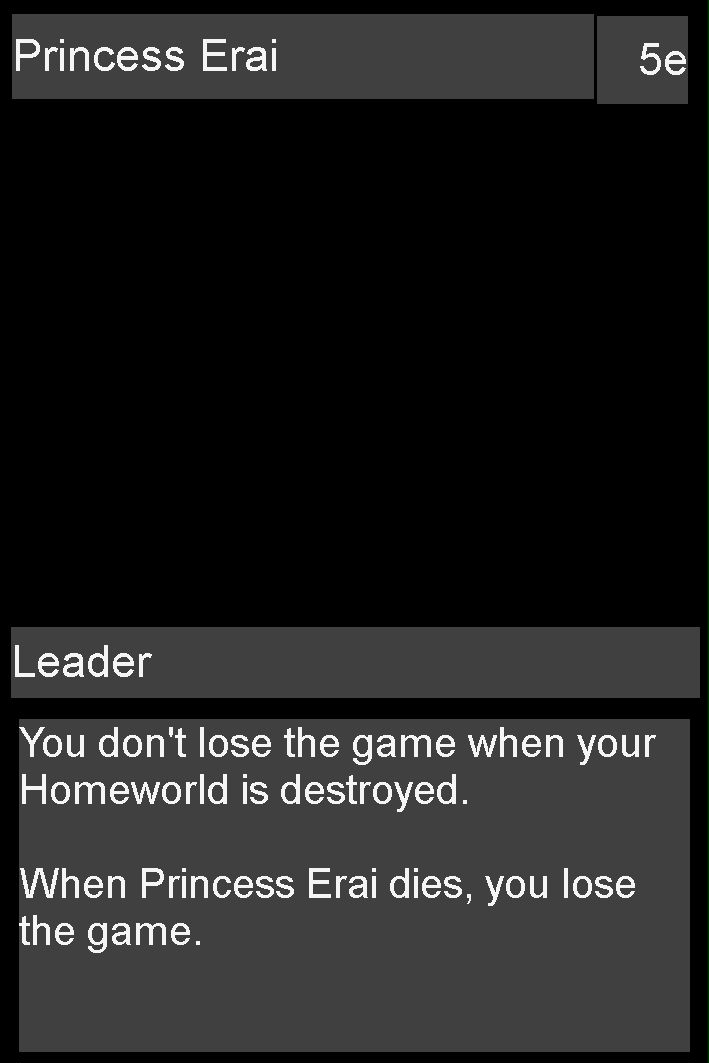 Princess Erai
5e
Leader
You don't lose the game when your
Homeworld is destroyed.
When Princess Erai dies, you lose
the game.